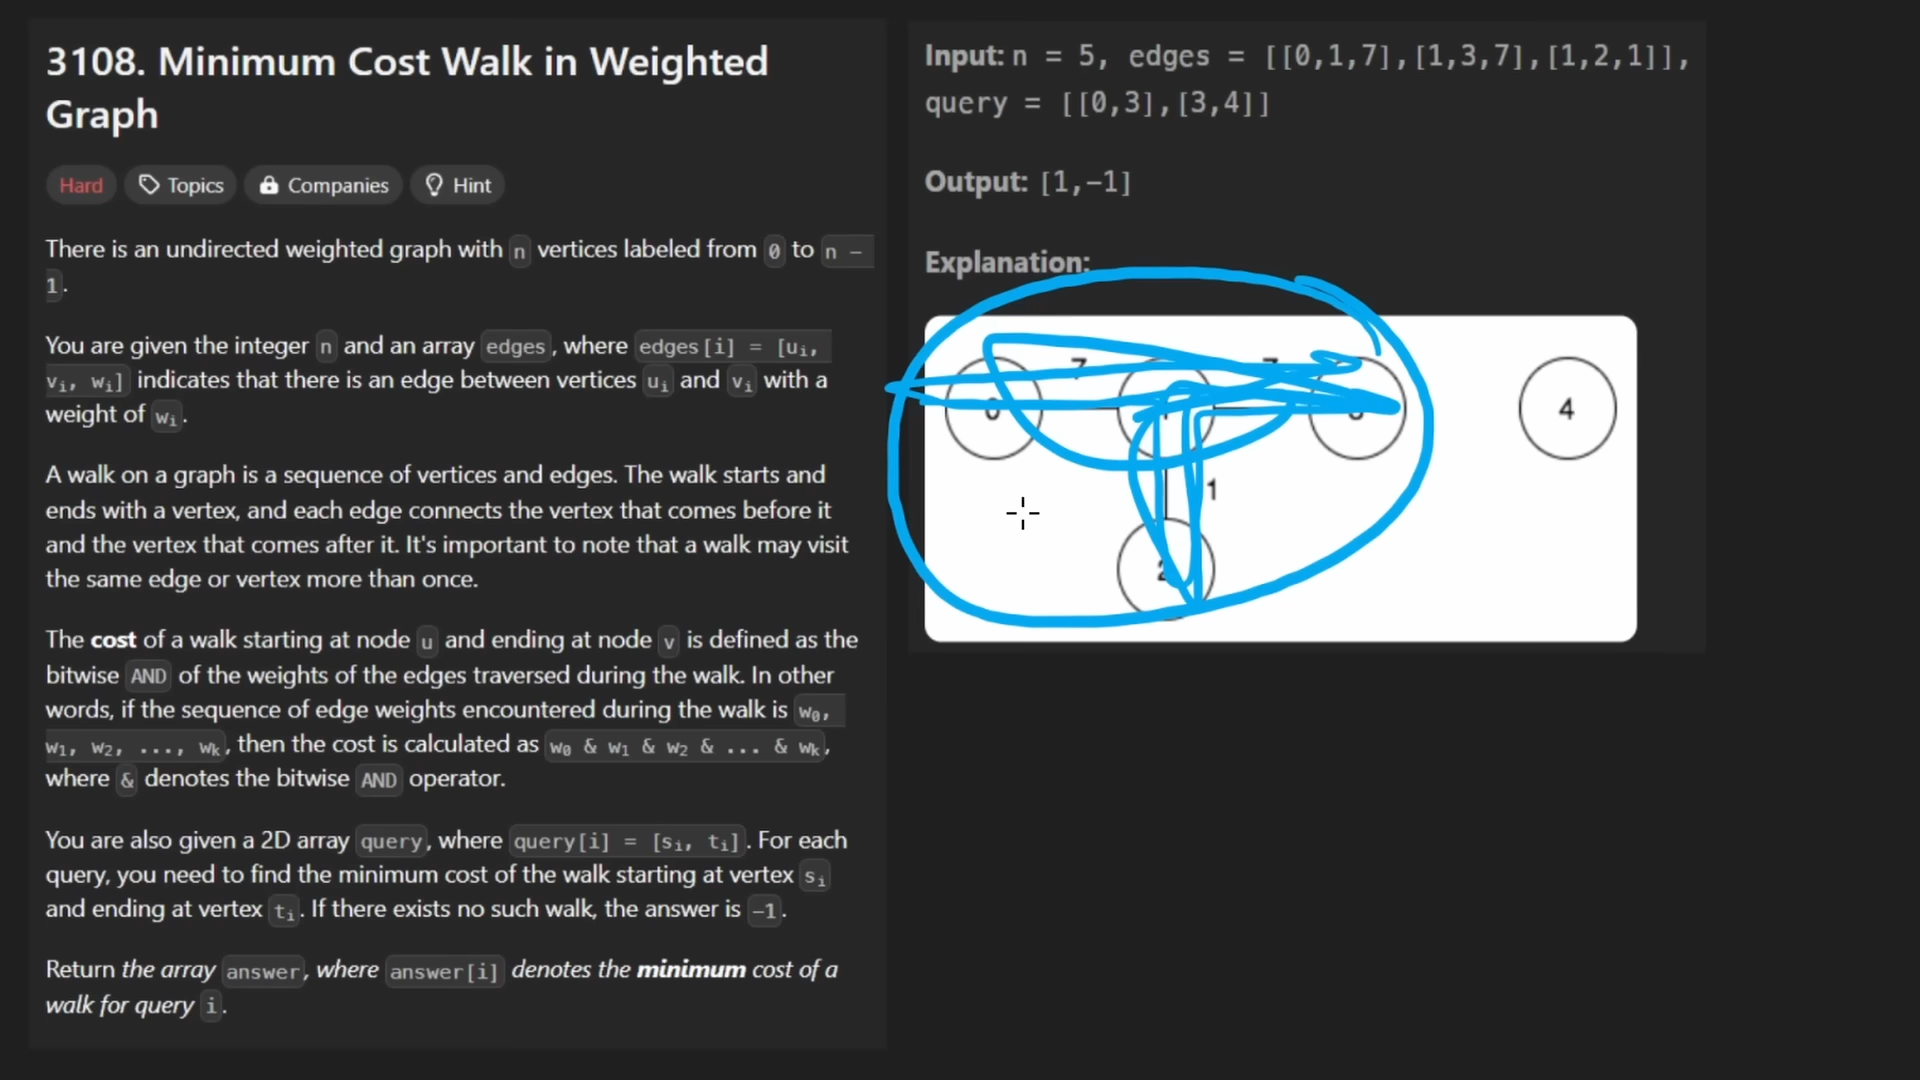 3108. Minimum Cost Walk in Weighted
Graph
Hard Topics Companies Hint
There is an undirected weighted graph with n vertices labeled from 0 to n -
1.
You are given the integer n and an array edges, where edges[i] = [uᵢ,
vᵢ, wᵢ] indicates that there is an edge between vertices uᵢ and vᵢ with a
weight of wᵢ.
A walk on a graph is a sequence of vertices and edges. The walk starts and
ends with a vertex, and each edge connects the vertex that comes before it
and the vertex that comes after it. It's important to note that a walk may visit
the same edge or vertex more than once.
The cost of a walk starting at node u and ending at node v is defined as the
bitwise AND of the weights of the edges traversed during the walk. In other
words, if the sequence of edge weights encountered during the walk is w₀,
w₁, w₂, ..., wₖ, then the cost is calculated as w₀ & w₁ & w₂ & ... & wₖ,
where & denotes the bitwise AND operator.
You are also given a 2D array query, where query[i] = [sᵢ, tᵢ]. For each
query, you need to find the minimum cost of the walk starting at vertex sᵢ
and ending at vertex tᵢ. If there exists no such walk, the answer is -1.
Return the array answer, where answer[i] denotes the minimum cost of a
walk for query i.
Input: n = 5, edges = [[0,1,7],[1,3,7],[1,2,1]],
query = [[0,3],[3,4]]
Output: [1,-1]
Explanation:
7
4
1
2